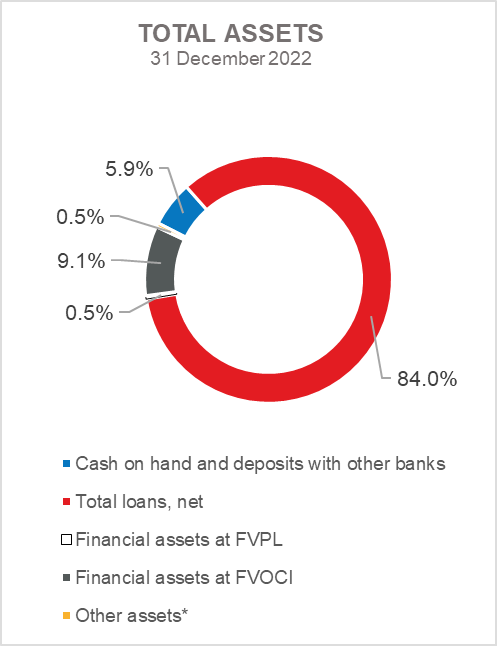 TOTAL ASSETS
31 December 2022
5.9%
0.5%
9.1%
0.5%
84.0%
Cash on hand and deposits with other banks
Total loans, net
Financial assets at FVPL
Financial assets at FVOCI
Other assets*